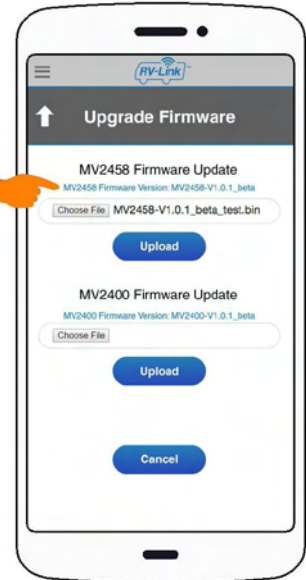 RV-Link
Upgrade Firmware
MV2458 Firmware Update
MV2458 Firmware Version: MV2458-V1.0.1_beta
Choose File MV2458-V1.0.1_beta_test.bin
Upload
MV2400 Firmware Update
MV2400 Firmware Version: MV2400-V1.0.1_beta
Choose File
Upload
Cancel